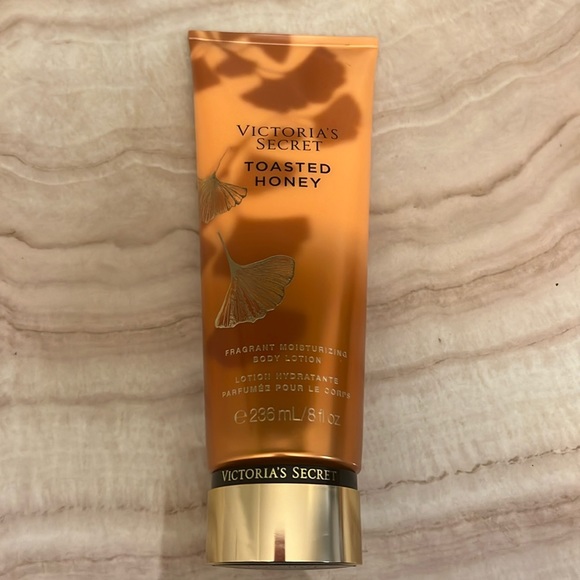 VICTORIA'S
SECRET
TOASTED
HONEY
FRAGRANT MOISTURIZING
BODY LOTION
LOTION HYDRATANTE
PARFUMÉE POUR LE CORPS
℮ 236 mL/8 fl oz
VICTORIA'S SECRET